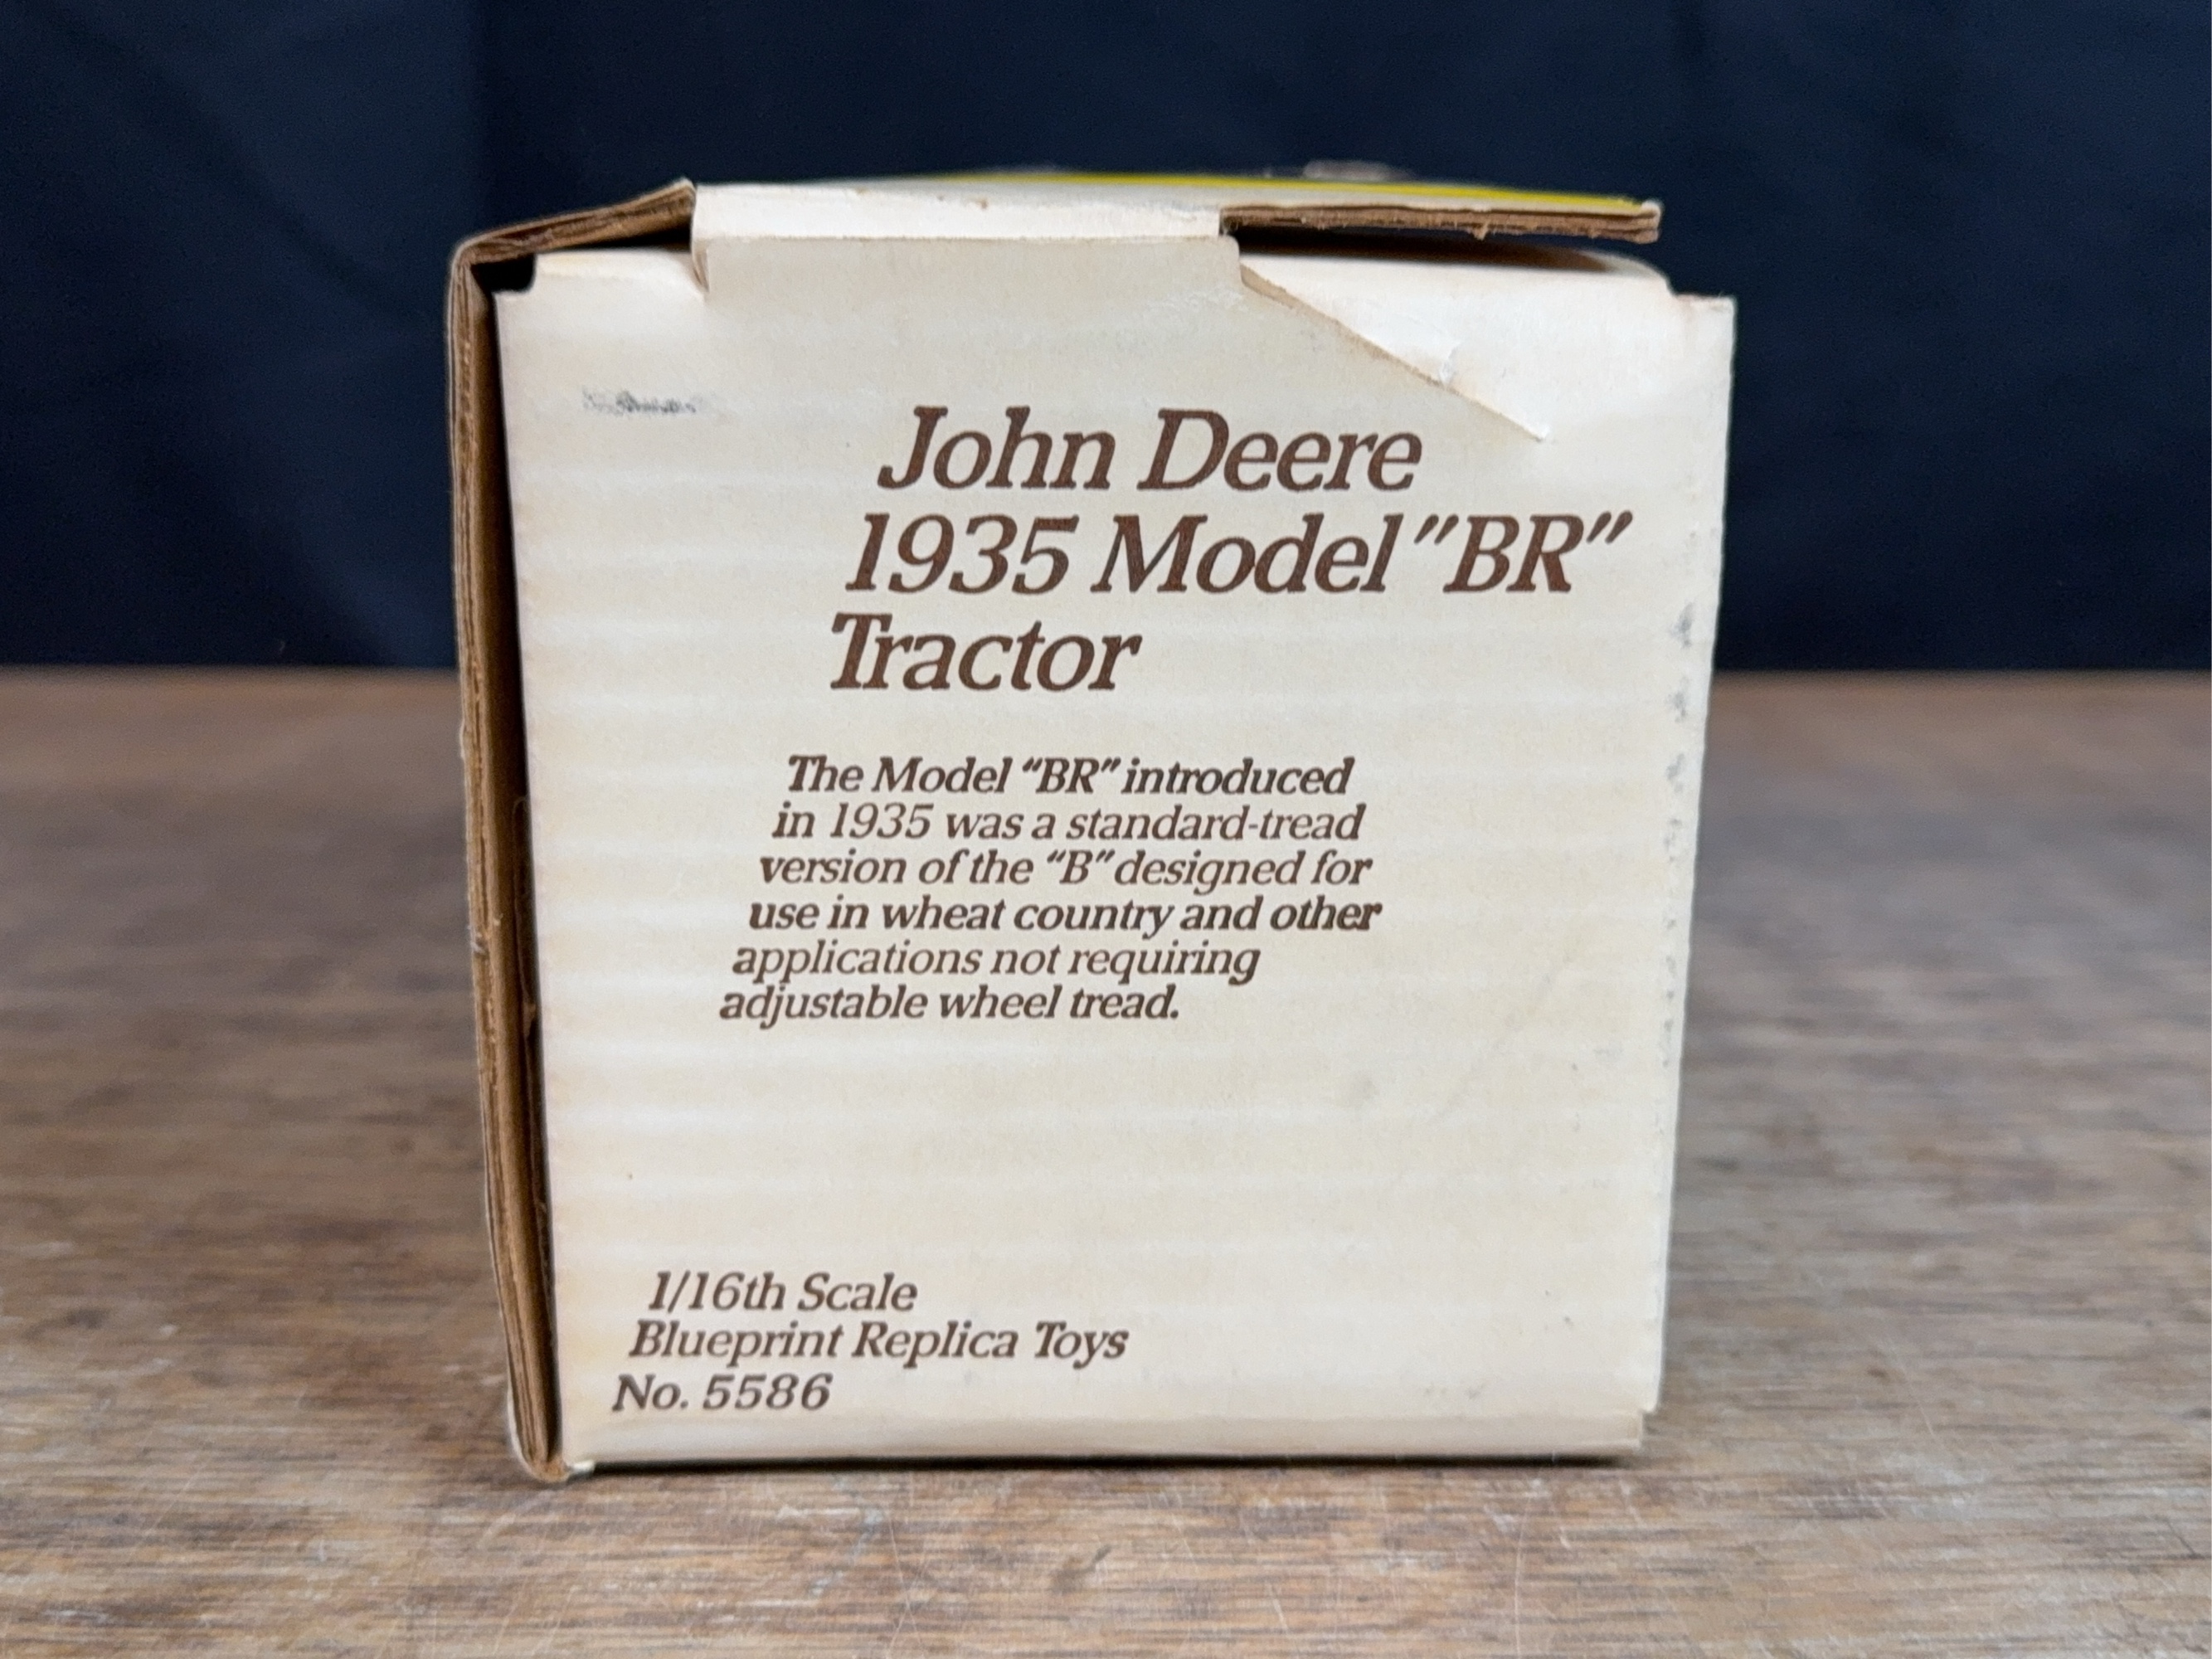 John Deere
1935 Model "BR"
Tractor
The Model "BR" introduced
in 1935 was a standard-tread
version of the "B" designed for
use in wheat country and other
applications not requiring
adjustable wheel tread.
1/16th Scale
Blueprint Replica Toys
No. 5586